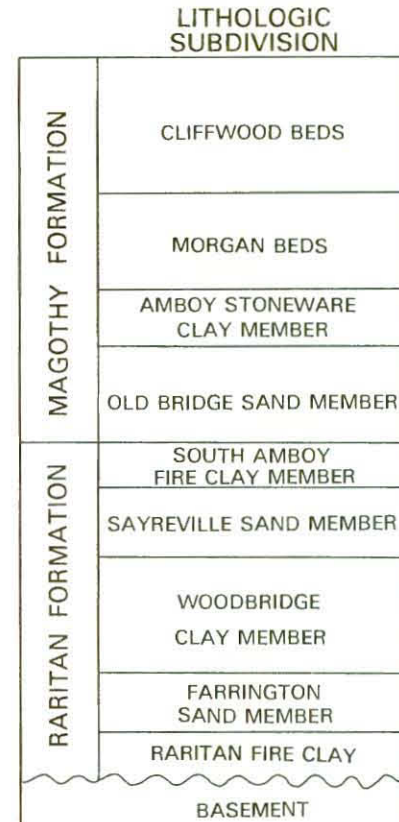 LITHOLOGIC
SUBDIVISION
MAGOTHY FORMATION
CLIFFWOOD BEDS
MORGAN BEDS
AMBOY STONEWARE
CLAY MEMBER
OLD BRIDGE SAND MEMBER
RARITAN FORMATION
SOUTH AMBOY
FIRE CLAY MEMBER
SAYREVILLE SAND MEMBER
WOODBRIDGE
CLAY MEMBER
FARRINGTON
SAND MEMBER
RARITAN FIRE CLAY
BASEMENT